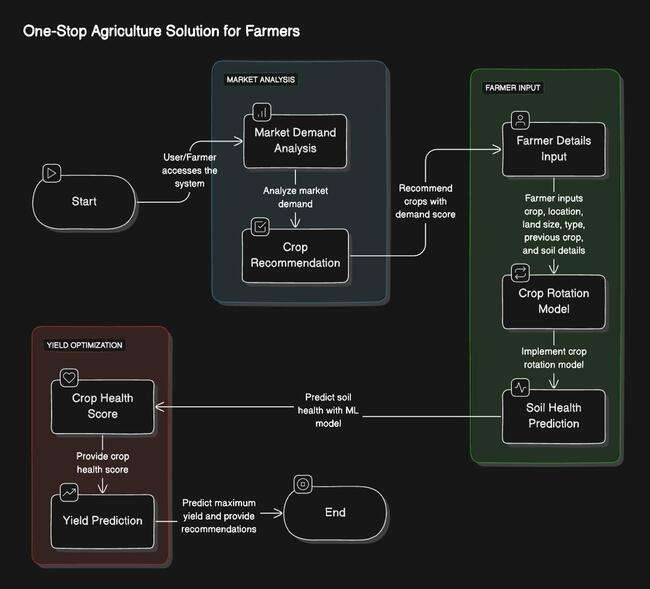 One-Stop Agriculture Solution for Farmers
MARKET ANALYSIS
FARMER INPUT
Market Demand
Analysis
Farmer Details
Input
User/Farmer
accesses the
system
Start
Analyze market
demand
Recommend
crops with
demand score
Farmer inputs
crop, location,
land size, type,
previous crop,
and soil details
Crop
Recommendation
Crop Rotation
Model
Implement crop
rotation model
YIELD OPTIMIZATION
Crop Health
Score
Predict soil
health with ML
model
Soil Health
Prediction
Provide crop
health score
Yield Prediction
Predict maximum
yield and provide
recommendations
End